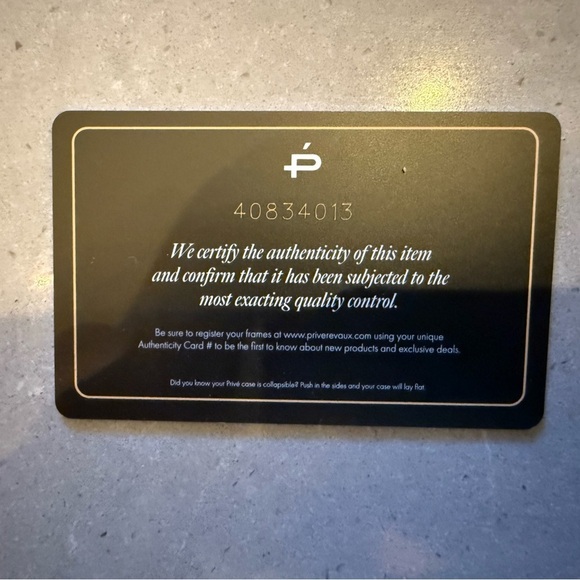 40834013
We certify the authenticity of this item
and confirm that it has been subjected to the
most exacting quality control.
Be sure to register your frames at www.priverevaux.com using your unique
Authenticity Card # to be the first to know about new products and exclusive deals.
Did you know your Privé case is collapsible? Push in the sides and your case will lay flat.